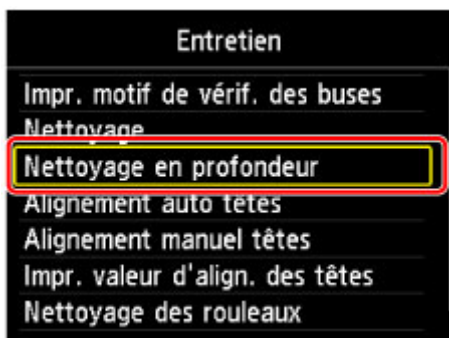 Entretien
Impr. motif de vérif. des buses
Nettoyage
Nettoyage en profondeur
Alignement auto têtes
Alignement manuel têtes
Impr. valeur d'align. des têtes
Nettoyage des rouleaux